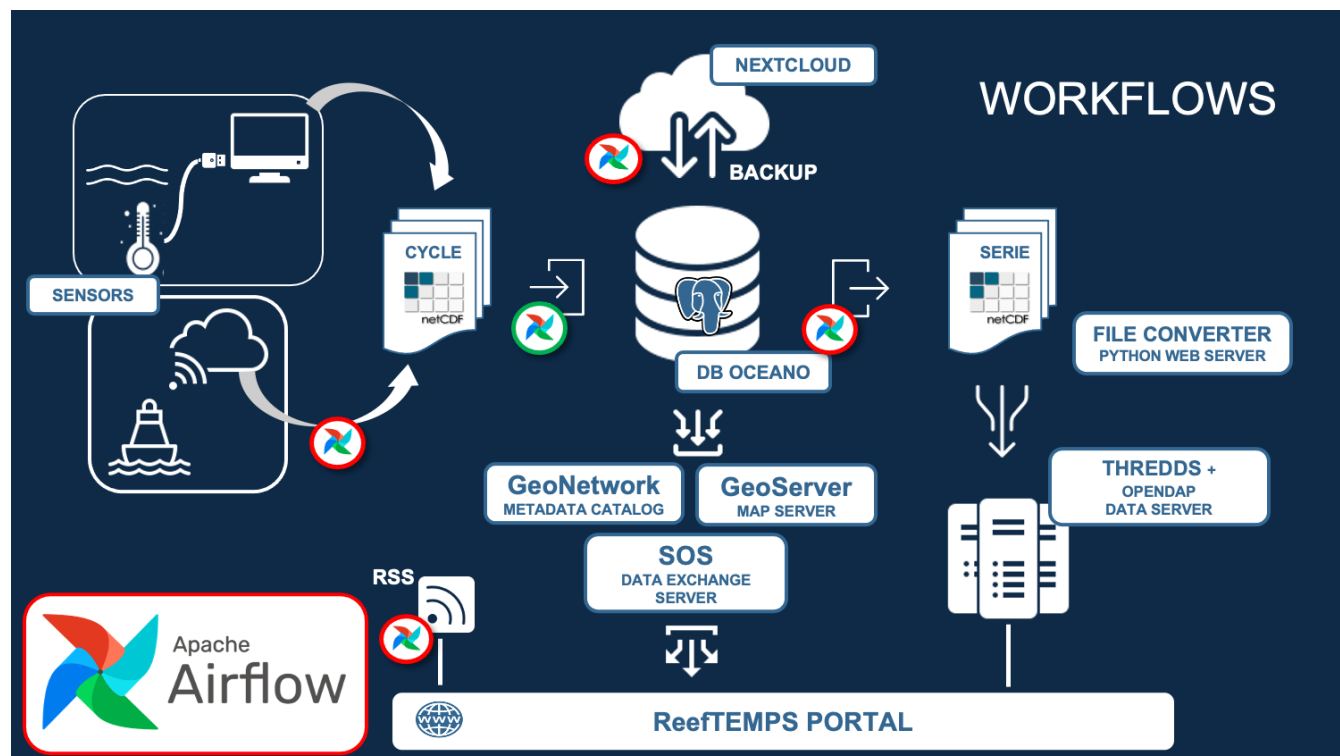 WORKFLOWS
NEXTCLOUD
BACKUP
SENSORS
CYCLE
netCDF
DB OCEANO
SERIE
netCDF
FILE CONVERTER
PYTHON WEB SERVER
THREDDS +
OPENDAP
DATA SERVER
GeoNetwork
METADATA CATALOG
GeoServer
MAP SERVER
SOS
DATA EXCHANGE
SERVER
RSS
Apache
Airflow
WWW
ReefTEMPS PORTAL